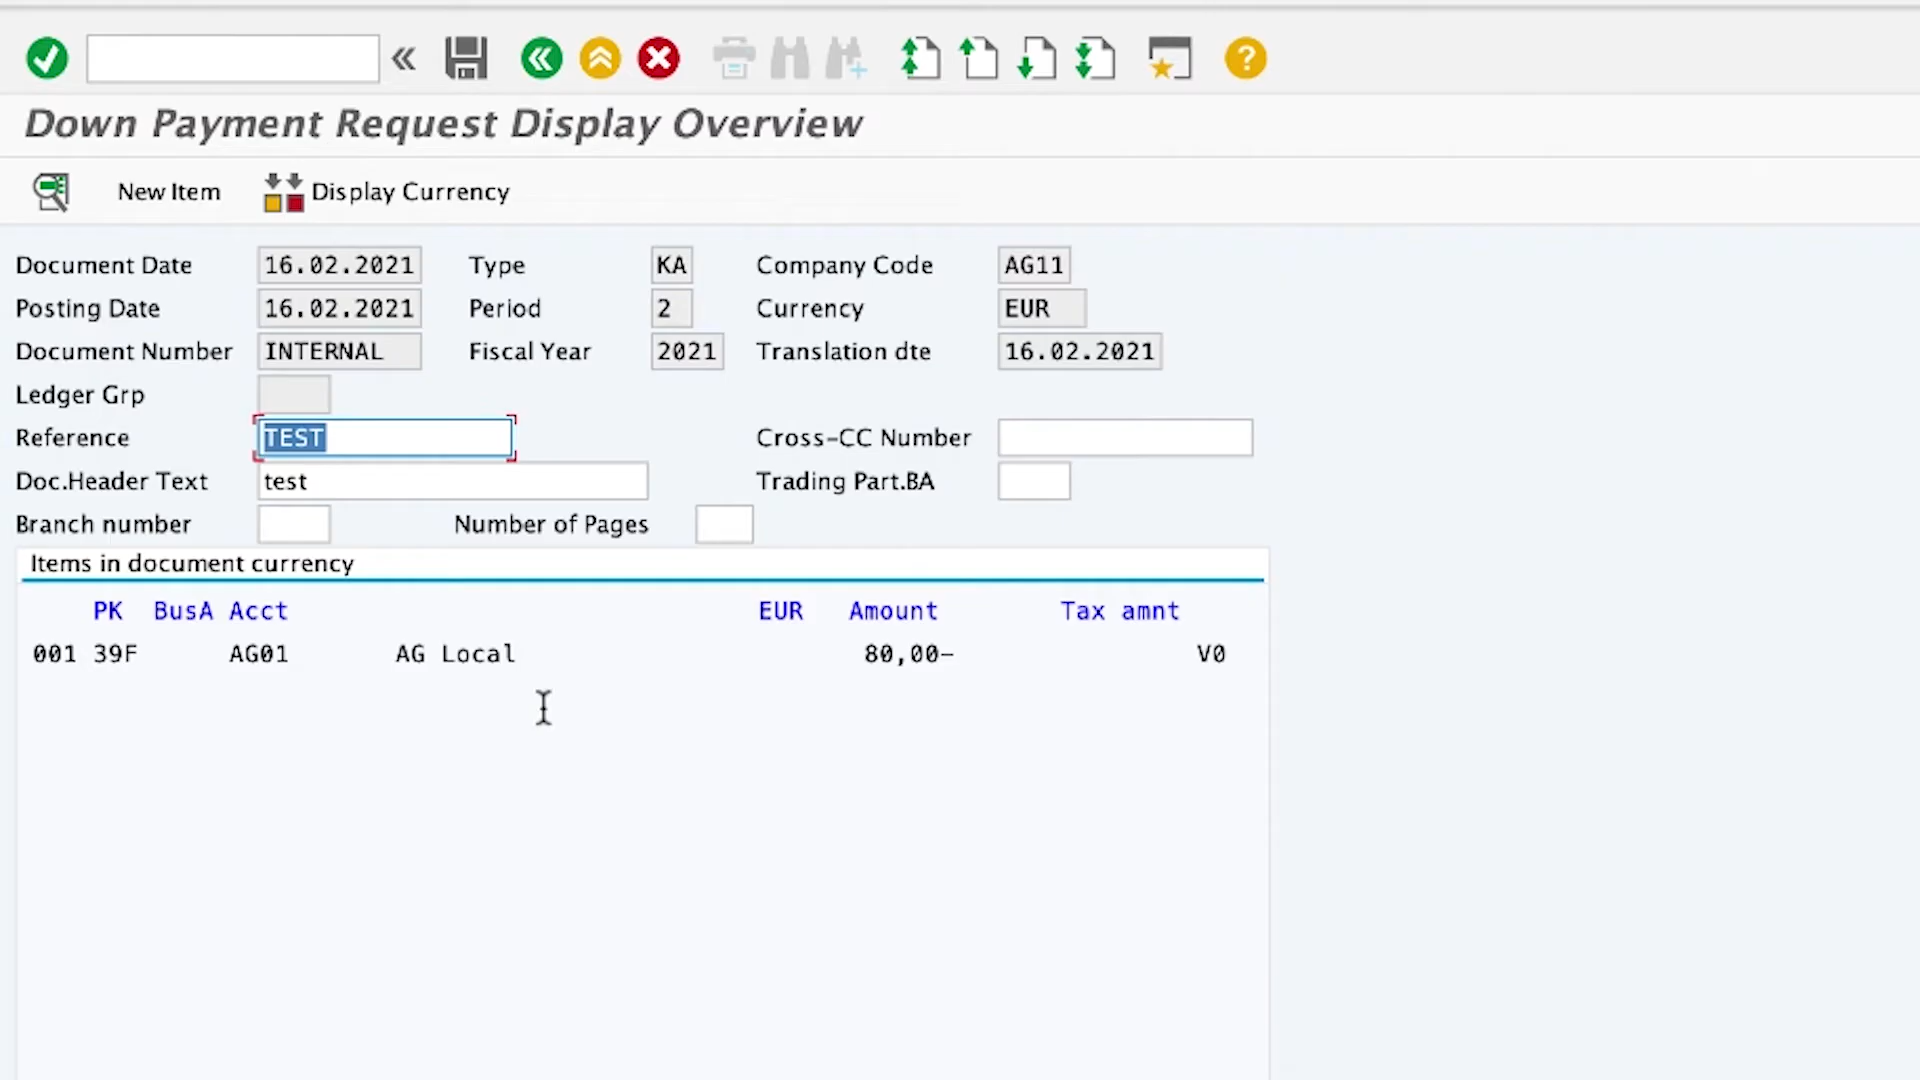 Down Payment Request Display Overview
New Item Display Currency
Document Date 16.02.2021 Type KA Company Code AG11
Posting Date 16.02.2021 Period 2 Currency EUR
Document Number INTERNAL Fiscal Year 2021 Translation dte 16.02.2021
Ledger Grp
Reference TEST Cross-CC Number
Doc.Header Text test Trading Part.BA
Branch number Number of Pages
Items in document currency
PK BusA Acct EUR Amount Tax amnt
001 39F AG01 AG Local 80,00- V0